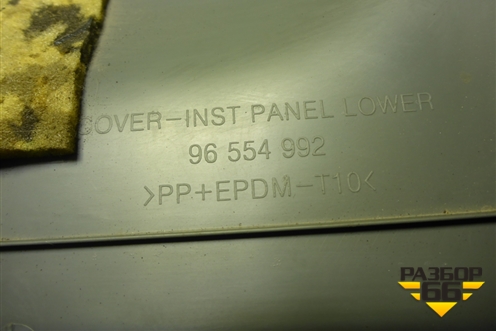 COVER-INST PANEL LOWER
96 554 992
>PP+EPDM-T10<
РАЗБОР
66